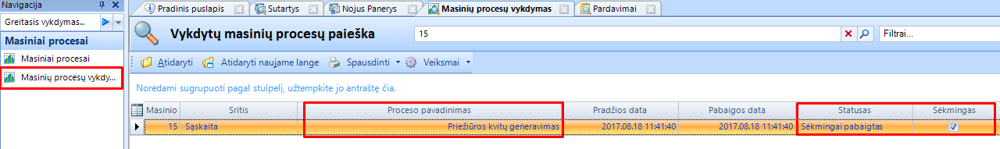 Navigacija
Greitasis vykdymas...
Masiniai procesai
Masiniai procesai
Masinių procesų vykdy...
Pradinis puslapis
Sutartys
Nojus Panerys
Masinių procesų vykdymas
Pardavimai
Vykdytų masinių procesų paieška
15
Filtrai...
Atidaryti
Atidaryti naujame lange
Spausdinti
Veiksmai
Norėdami sugrupuoti pagal stulpelį, užtempkite jo antraštę čia.
Masinio Sritis Proceso pavadinimas Pradžios data Pabaigos data Statusas Sėkmingas
15 Sąskaita Priežiūros kvitų generavimas 2017.08.18 11:41:40 2017.08.18 11:41:40 Sėkmingai pabaigtas